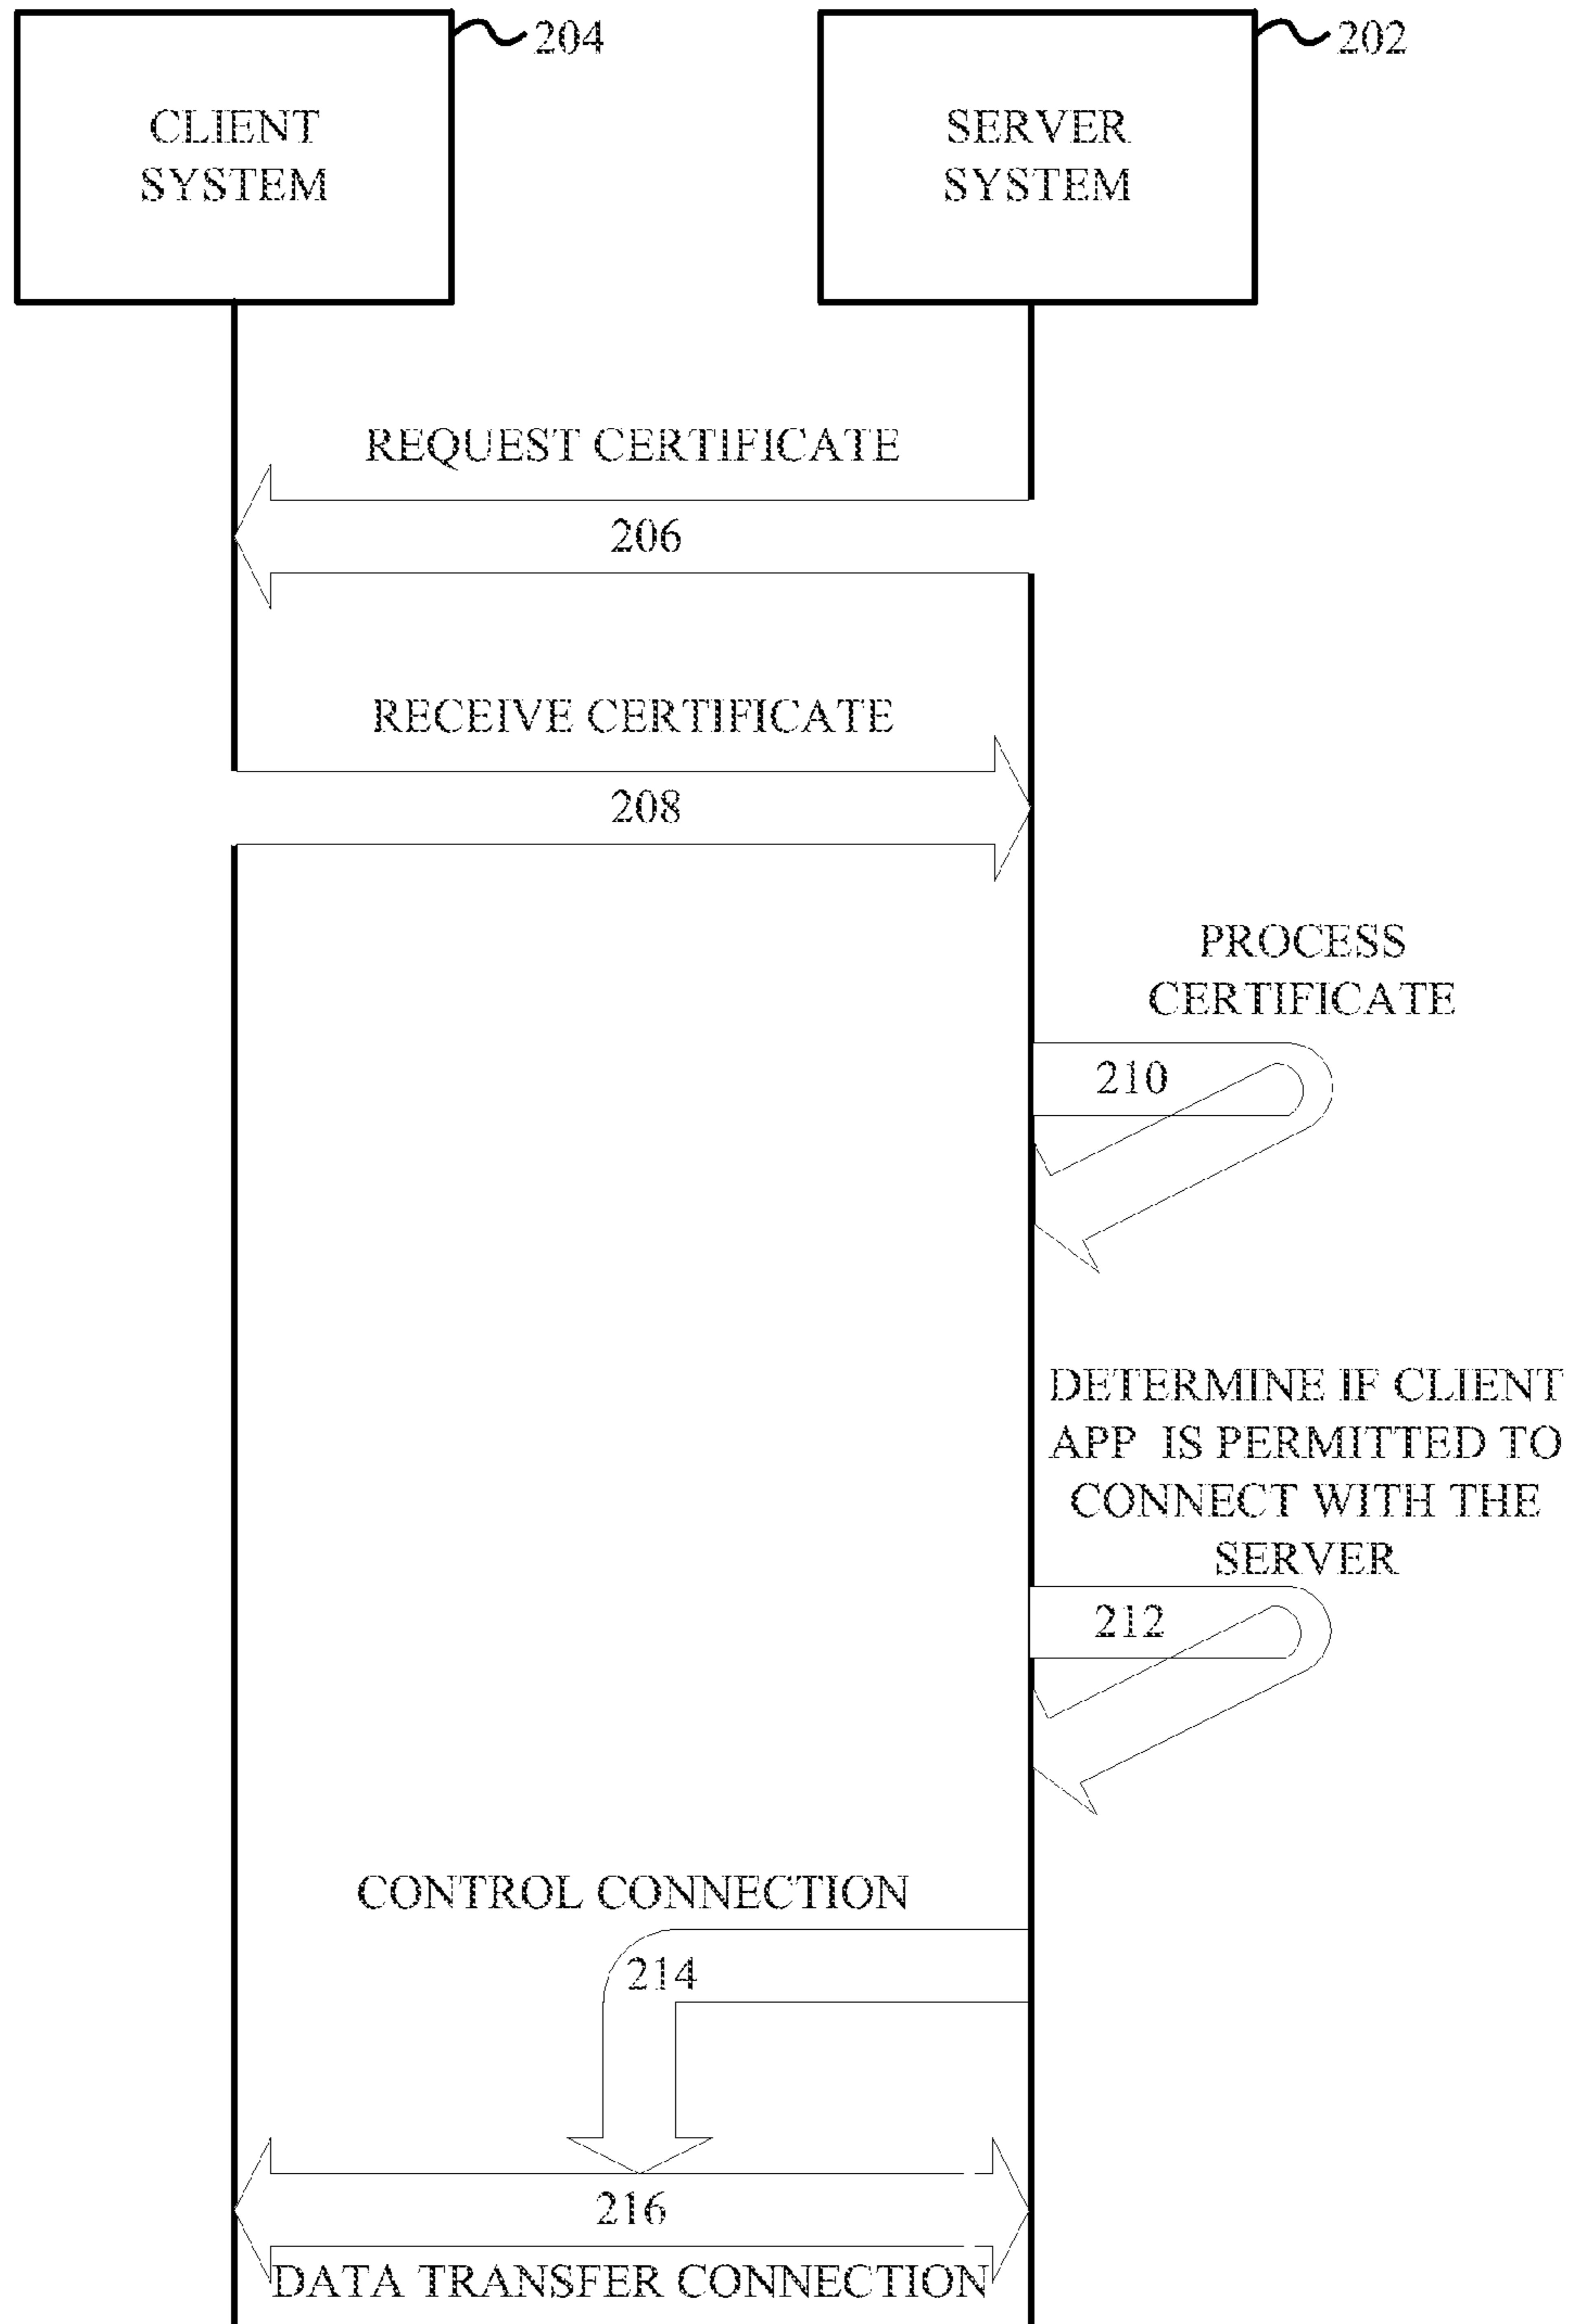 CLIENT
SYSTEM
204
SERVER
SYSTEM
202
REQUEST CERTIFICATE
206
RECEIVE CERTIFICATE
208
PROCESS
CERTIFICATE
210
DETERMINE IF CLIENT
APP IS PERMITTED TO
CONNECT WITH THE
SERVER
212
CONTROL CONNECTION
214
216
DATA TRANSFER CONNECTION